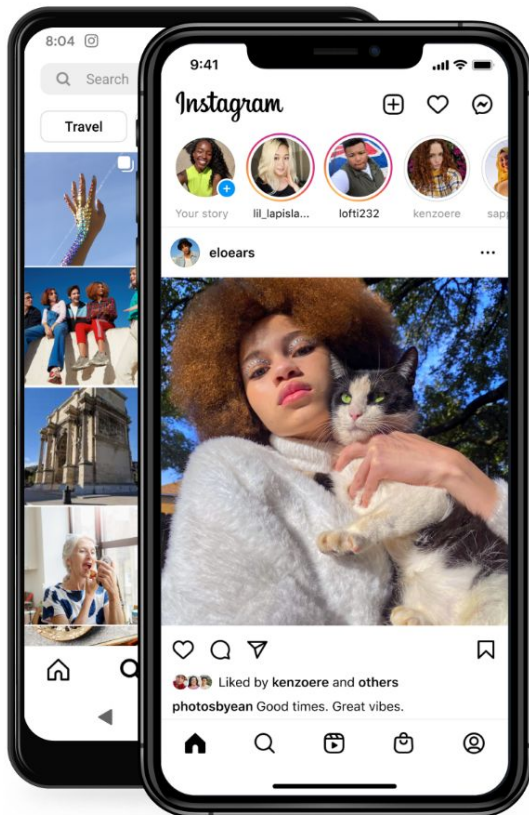 8:04
Search
Travel
9:41
Instagram
Your story
lil_lapisla...
lofti232
kenzoere
sapp
eloears
Liked by kenzoere and others
photosbyean Good times. Great vibes.